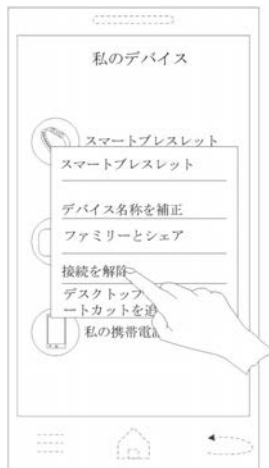 私のデバイス
スマートブレスレット
スマートブレスレット
デバイス名称を補正
ファミリーとシェア
接続を解除
デスクトップ
ートカットを追
私の携帯電話